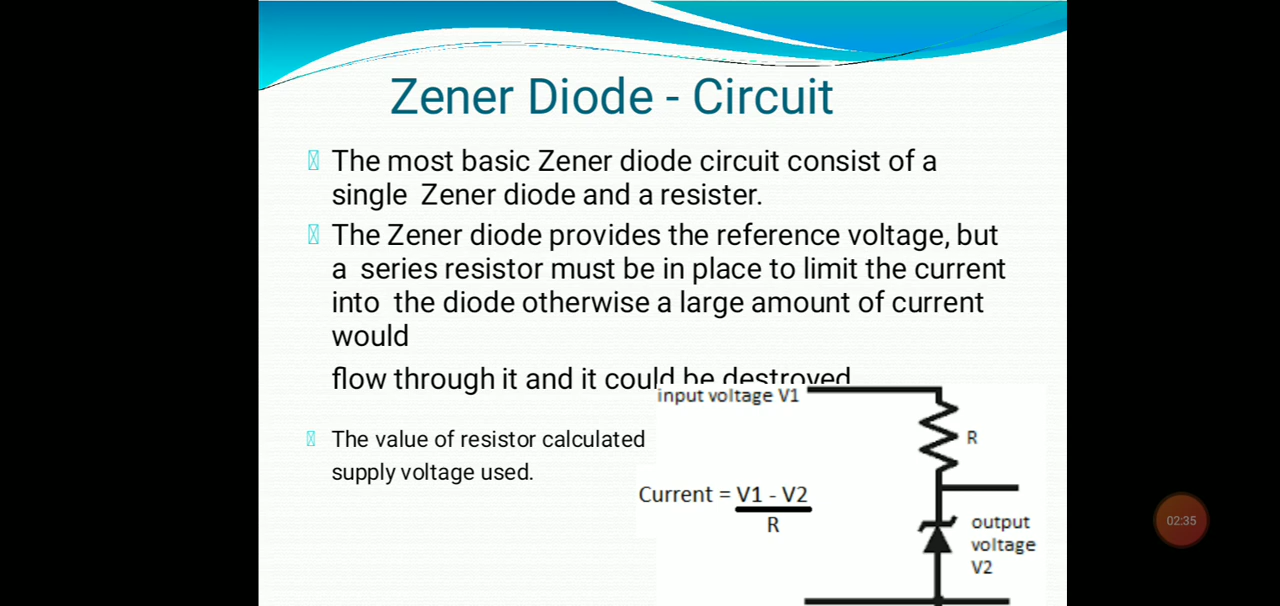 Zener Diode - Circuit
The most basic Zener diode circuit consist of a
single Zener diode and a resister.
The Zener diode provides the reference voltage, but
a series resistor must be in place to limit the current
into the diode otherwise a large amount of current
would
flow through it and it could be destroyed
input voltage V1
R
The value of resistor calculated
supply voltage used.
Current = V1 - V2
R
output
voltage
V2
02:35